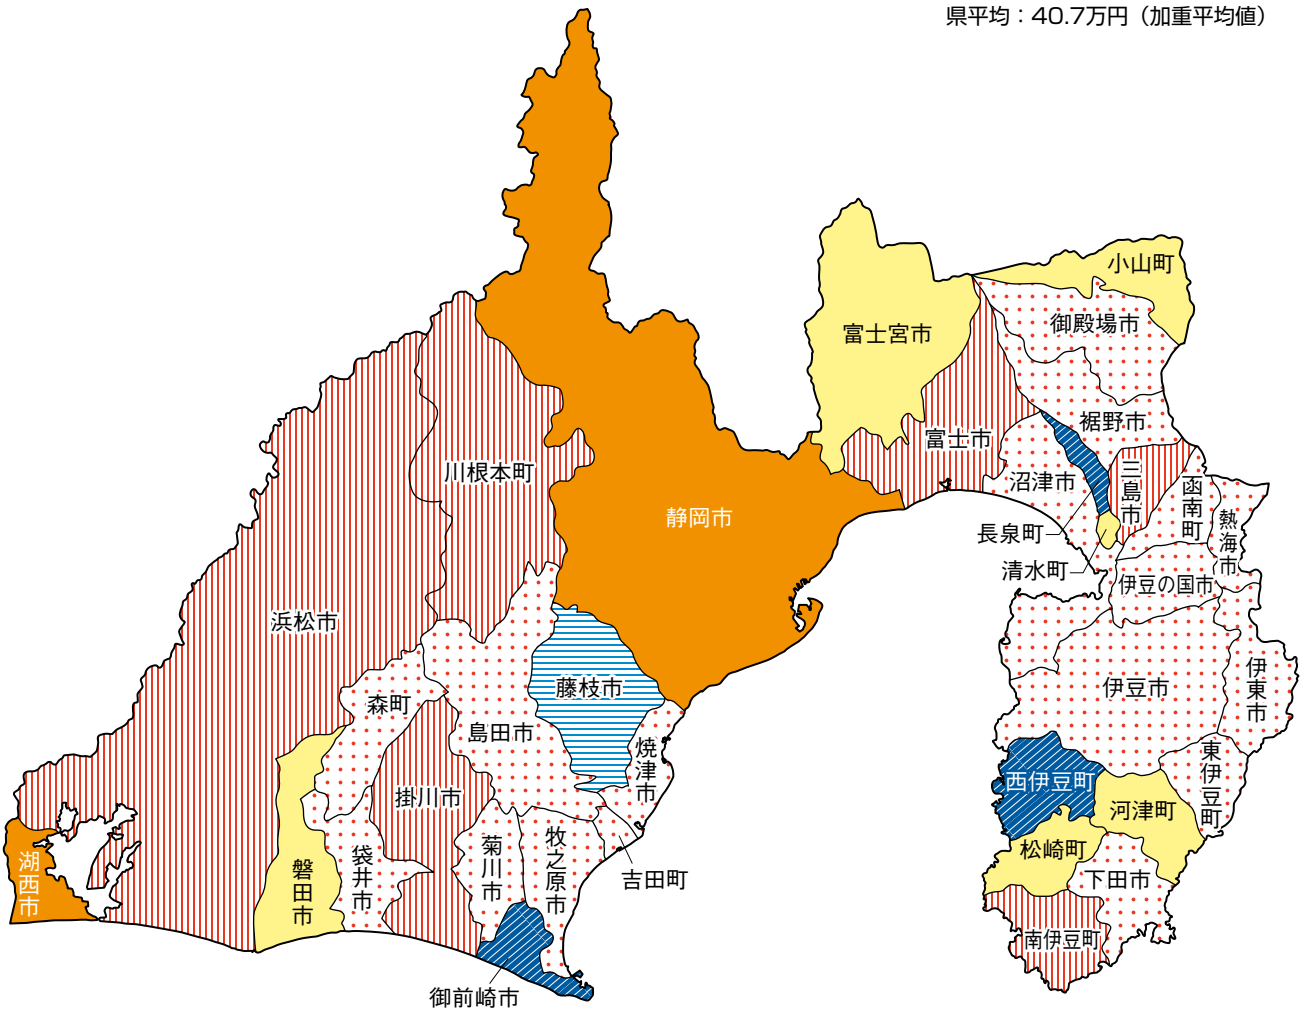 県平均：40.7万円（加重平均値）
小山町
御殿場市
富士宮市
裾野市
富士市
川根本町
沼津市
三島市
函南町
静岡市
熱海市
長泉町
清水町
伊豆の国市
浜松市
藤枝市
伊豆市
伊東市
森町
島田市
焼津市
東伊豆町
西伊豆町
掛川市
河津町
菊川市
牧之原市
松崎町
湖西市
磐田市
袋井市
吉田町
下田市
南伊豆町
御前崎市